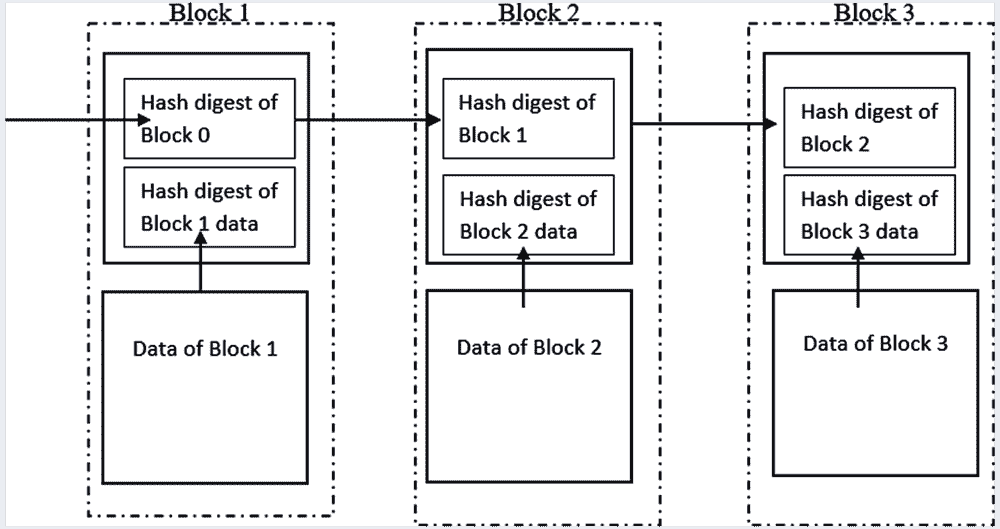 Block 1
Block 2
Block 3
Hash digest of
Block 0
Hash digest of
Block 1 data
Data of Block 1
Hash digest of
Block 1
Hash digest of
Block 2 data
Data of Block 2
Hash digest of
Block 2
Hash digest of
Block 3 data
Data of Block 3